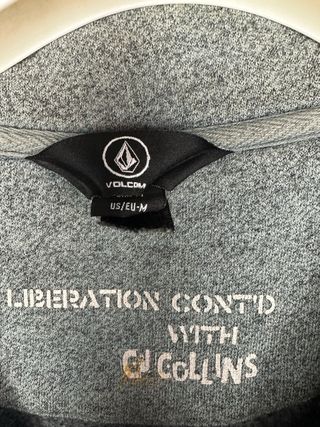 VOLCOM
US/EU-M
LIBERATION CONT'D
WITH
CJ COLLINS